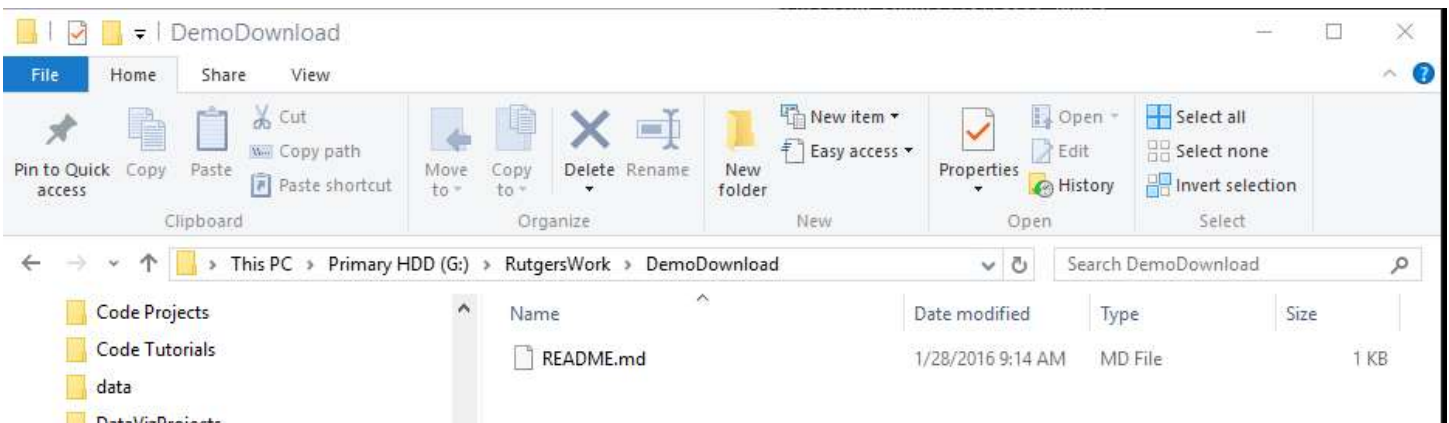 DemoDownload
File Home Share View
Pin to Quick access
Copy
Paste
Cut
Copy path
Paste shortcut
Clipboard
Move to
Copy to
Delete
Rename
Organize
New folder
New item
Easy access
New
Properties
Open
Edit
History
Open
Select all
Select none
Invert selection
Select
This PC > Primary HDD (G:) > RutgersWork > DemoDownload
Search DemoDownload
Code Projects
Code Tutorials
data
Name Date modified Type Size
README.md 1/28/2016 9:14 AM MD File 1 KB